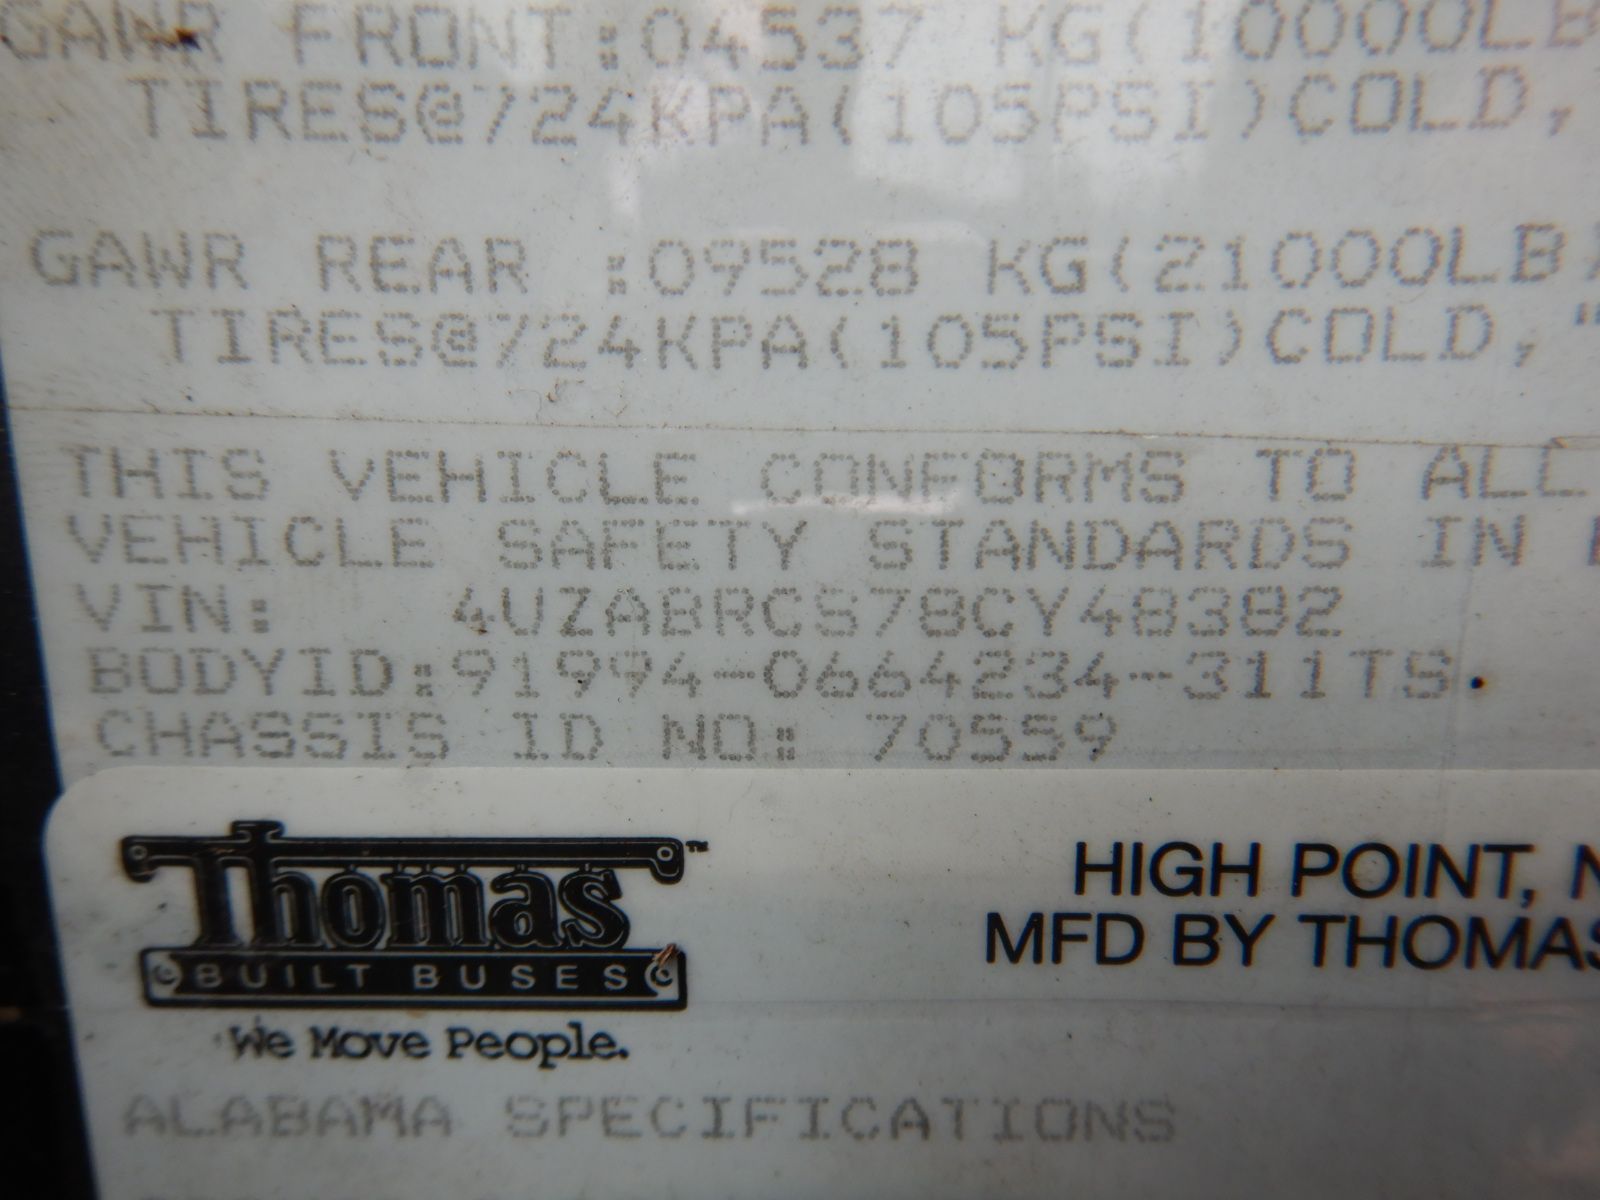 GAWR FRONT:04537 KG(10000LB
TIRES@724KPA(105PSI)COLD,
GAWR REAR :09528 KG(21000LB)
TIRES@724KPA(105PSI)COLD,
THIS VEHICLE CONFORMS TO ALL
VEHICLE SAFETY STANDARDS IN
VIN: 4UZABRCS78CY48382
BODYID:91994-0664234-311TS.
CHASSIS ID NO: 70559
Thomas™
BUILT BUSES
We Move People.
HIGH POINT, N
MFD BY THOMAS
ALABAMA SPECIFICATIONS